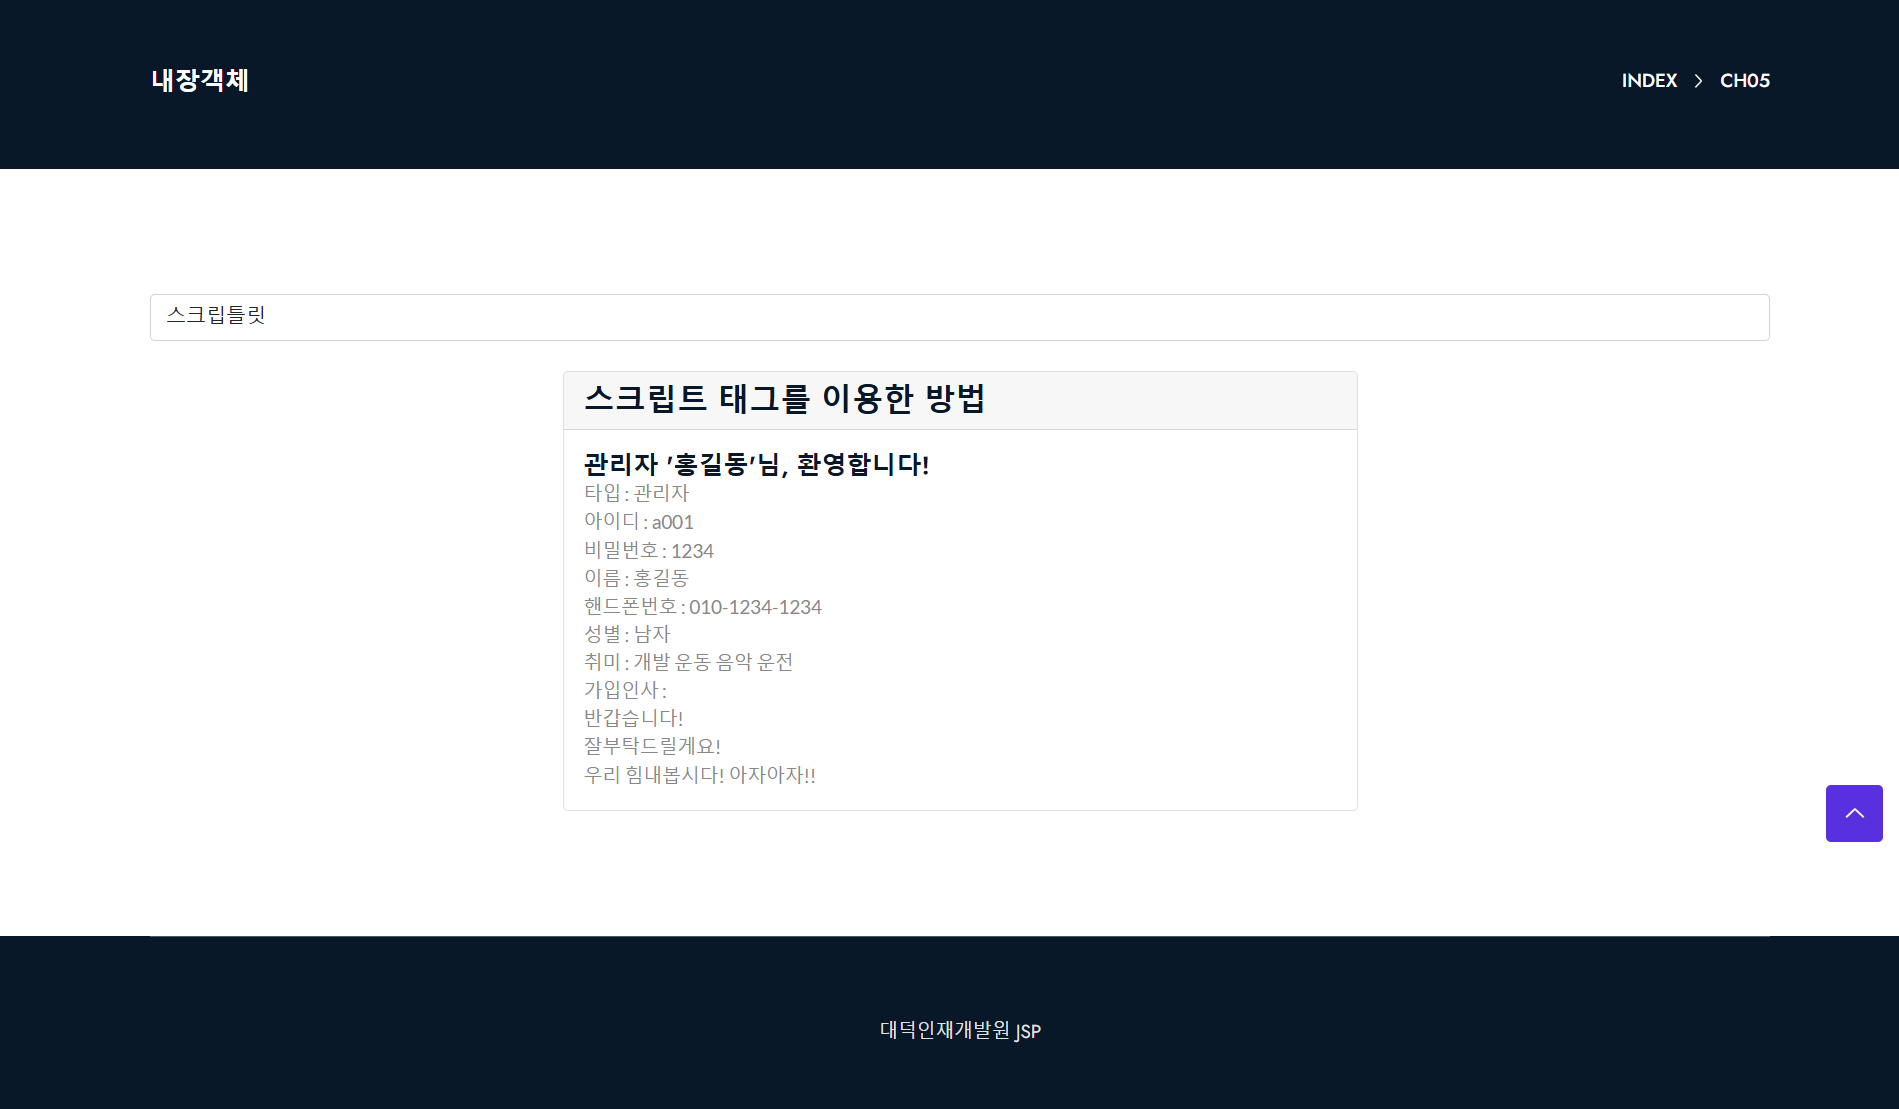 내장객체
INDEX > CH05
스크립틀릿
스크립트 태그를 이용한 방법
관리자 '홍길동'님, 환영합니다!
타입 : 관리자
아이디 : a001
비밀번호 : 1234
이름 : 홍길동
핸드폰번호 : 010-1234-1234
성별 : 남자
취미 : 개발 운동 음악 운전
가입인사 :
반갑습니다!
잘부탁드릴게요!
우리 힘내봅시다! 아자아자!!
대덕인재개발원 JSP